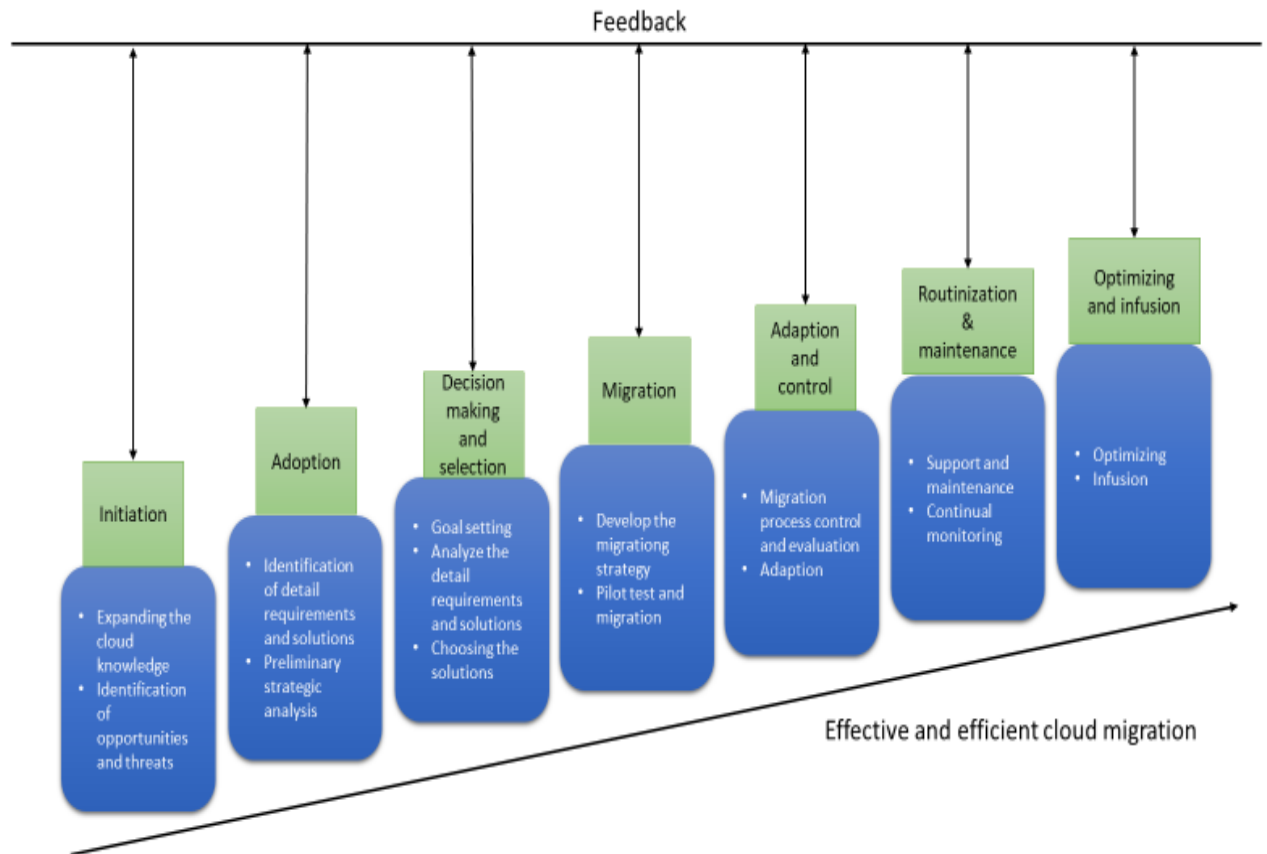 Feedback
Initiation
• Expanding the
cloud
knowledge
• Identification
of
opportunities
and threats
Adoption
• Identification
of detail
requirements
and solutions
• Preliminary
strategic
analysis
Decision
making
and
selection
• Goal setting
• Analyze the
detail
requirements
and solutions
• Choosing the
solutions
Migration
• Develop the
migrationg
strategy
• Pilot test and
migration
Adaption
and
control
• Migration
process control
and evaluation
• Adaption
Routinization
&
maintenance
• Support and
maintenance
• Continual
monitoring
Optimizing
and infusion
• Optimizing
• Infusion
Effective and efficient cloud migration